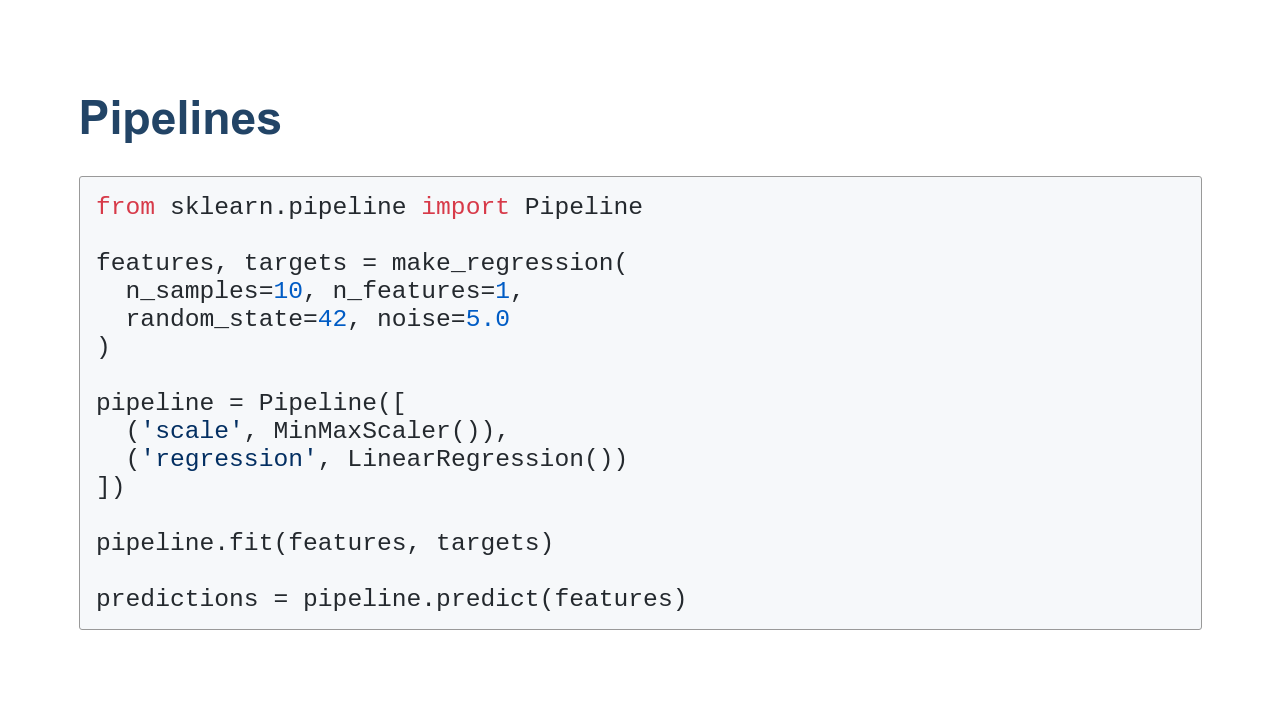 Pipelines
from sklearn.pipeline import Pipeline
features, targets = make_regression(
  n_samples=10, n_features=1,
  random_state=42, noise=5.0
)
pipeline = Pipeline([
  ('scale', MinMaxScaler()),
  ('regression', LinearRegression())
])
pipeline.fit(features, targets)
predictions = pipeline.predict(features)